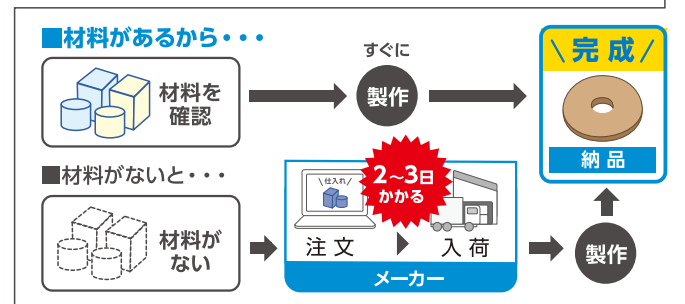 ■材料があるから・・・
材料を
確認
すぐに
製作
\完成/
納品
■材料がないと・・・
材料が
ない
\仕入れ/
2〜3日
かかる
注文
入荷
メーカー
製作